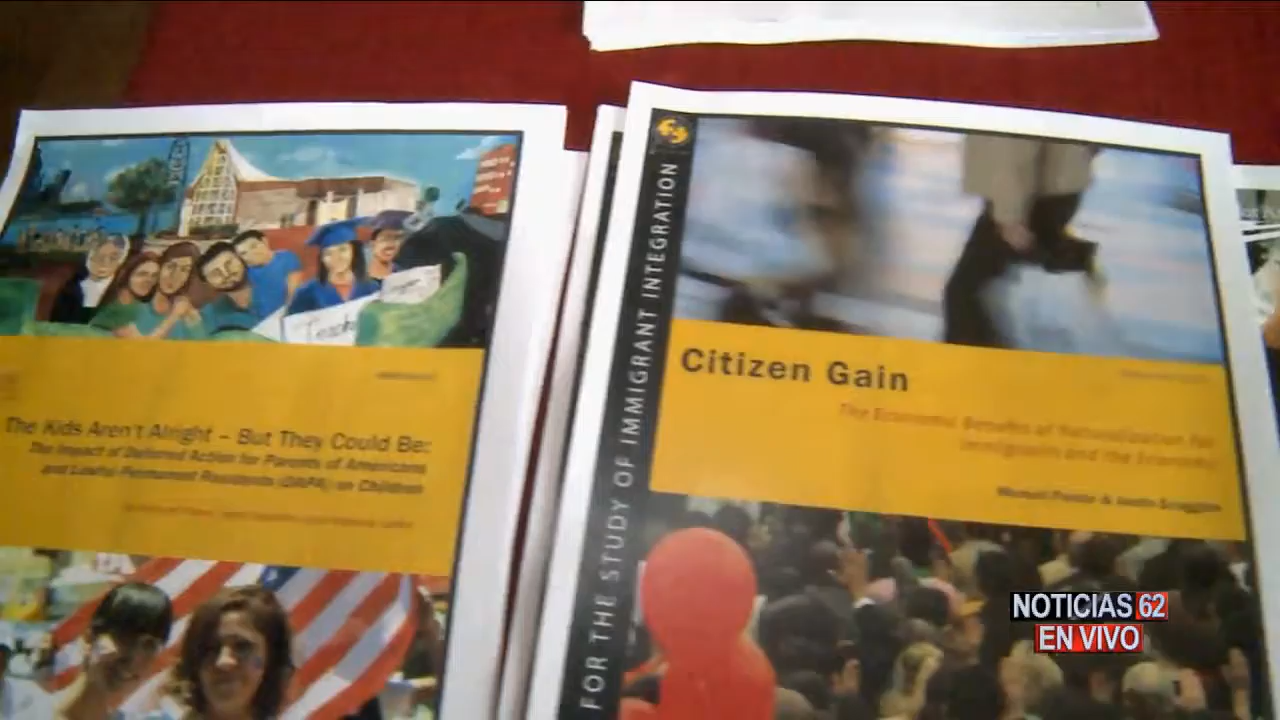 Teach
The Kids Aren't Alright – But They Could Be:
The Impact of Deferred Action for Parents of Americans
and Lawful Permanent Residents (DAPA) on Children
FOR THE STUDY OF IMMIGRANT INTEGRATION
Citizen Gain
The Economic Benefits of Naturalization for
Immigrants and the Economy
Manuel Pastor & Justin Scoggins
NOTICIAS 62
EN VIVO